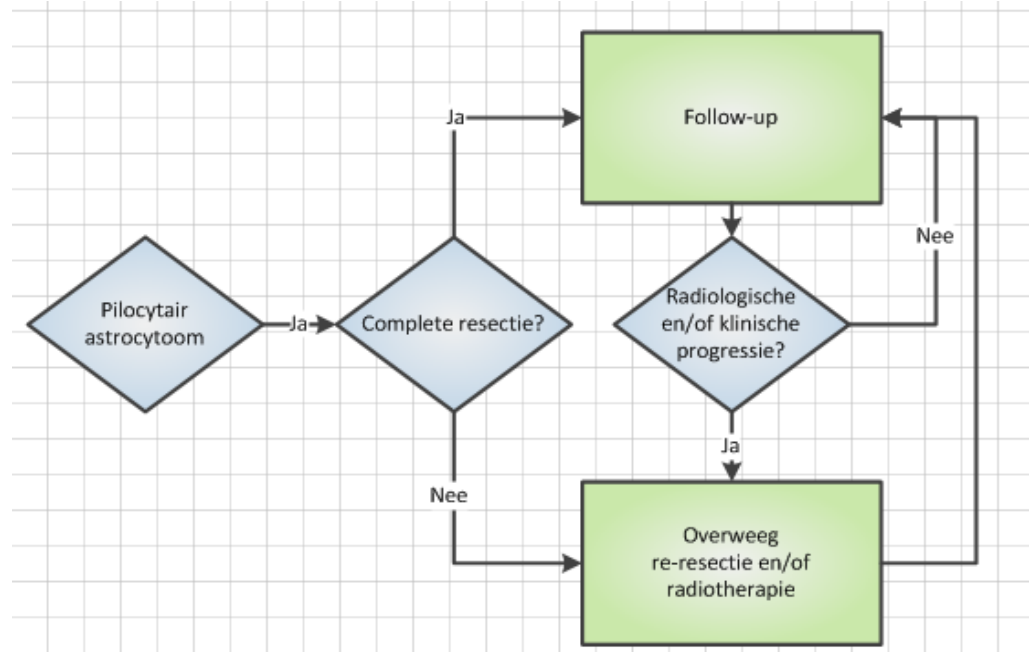 Pilocytair
astrocytoom
Ja
Complete resectie?
Ja
Follow-up
Radiologische
en/of klinische
progressie?
Nee
Ja
Nee
Overweeg
re-resectie en/of
radiotherapie